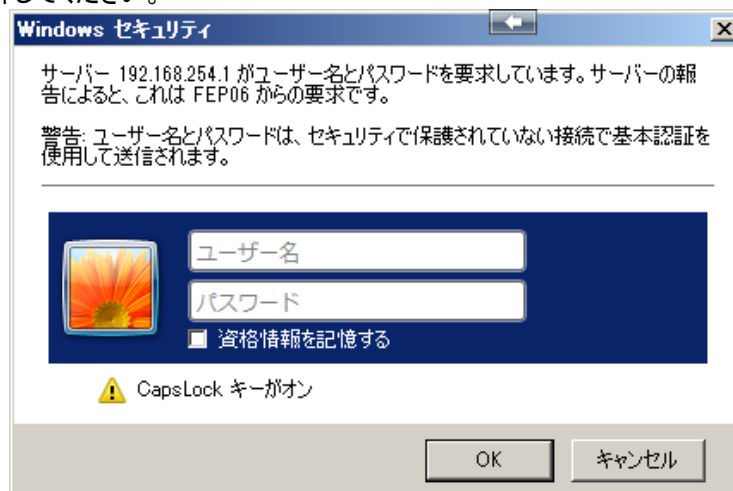 してください。
Windows セキュリティ
サーバー 192.168.254.1 がユーザー名とパスワードを要求しています。サーバーの報
告によると、これは FEP06 からの要求です。
警告: ユーザー名とパスワードは、セキュリティで保護されていない接続で基本認証を
使用して送信されます。
ユーザー名
パスワード
資格情報を記憶する
CapsLock キーがオン
OK
キャンセル